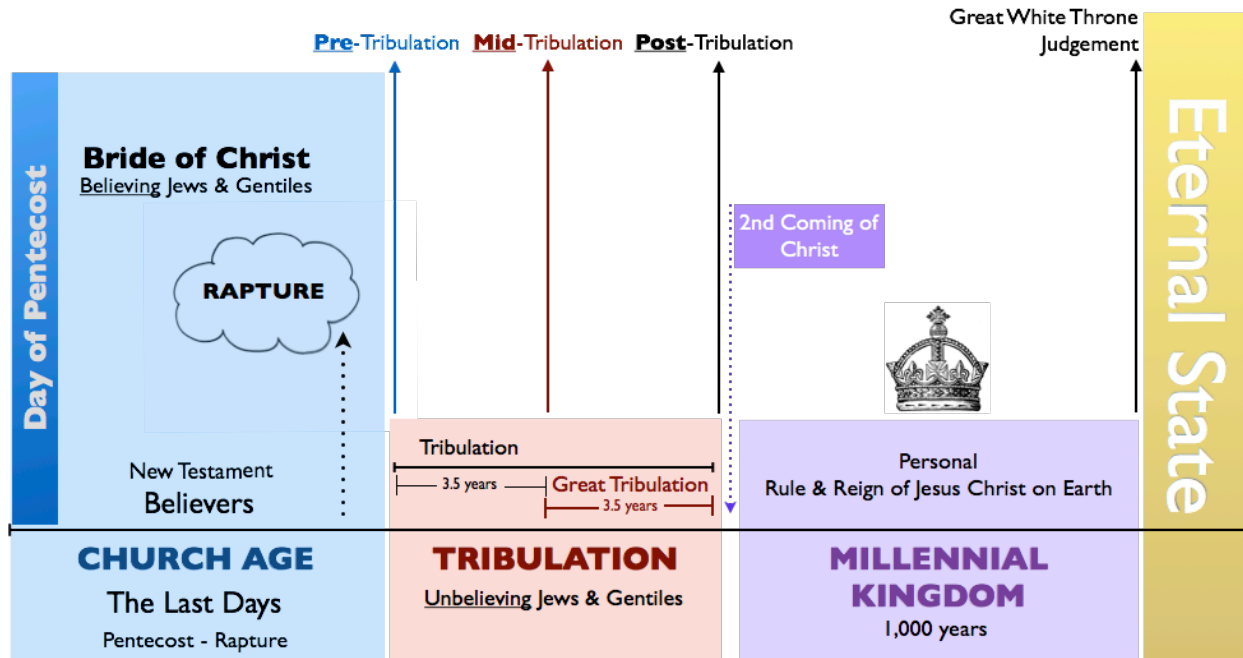 Pre-Tribulation
Mid-Tribulation
Post-Tribulation
Great White Throne
Judgement
Day of Pentecost
Bride of Christ
Believing Jews & Gentiles
RAPTURE
New Testament
Believers
2nd Coming of
Christ
Tribulation
3.5 years
Great Tribulation
3.5 years
Personal
Rule & Reign of Jesus Christ on Earth
Eternal State
CHURCH AGE
The Last Days
Pentecost - Rapture
TRIBULATION
Unbelieving Jews & Gentiles
MILLENNIAL
KINGDOM
1,000 years